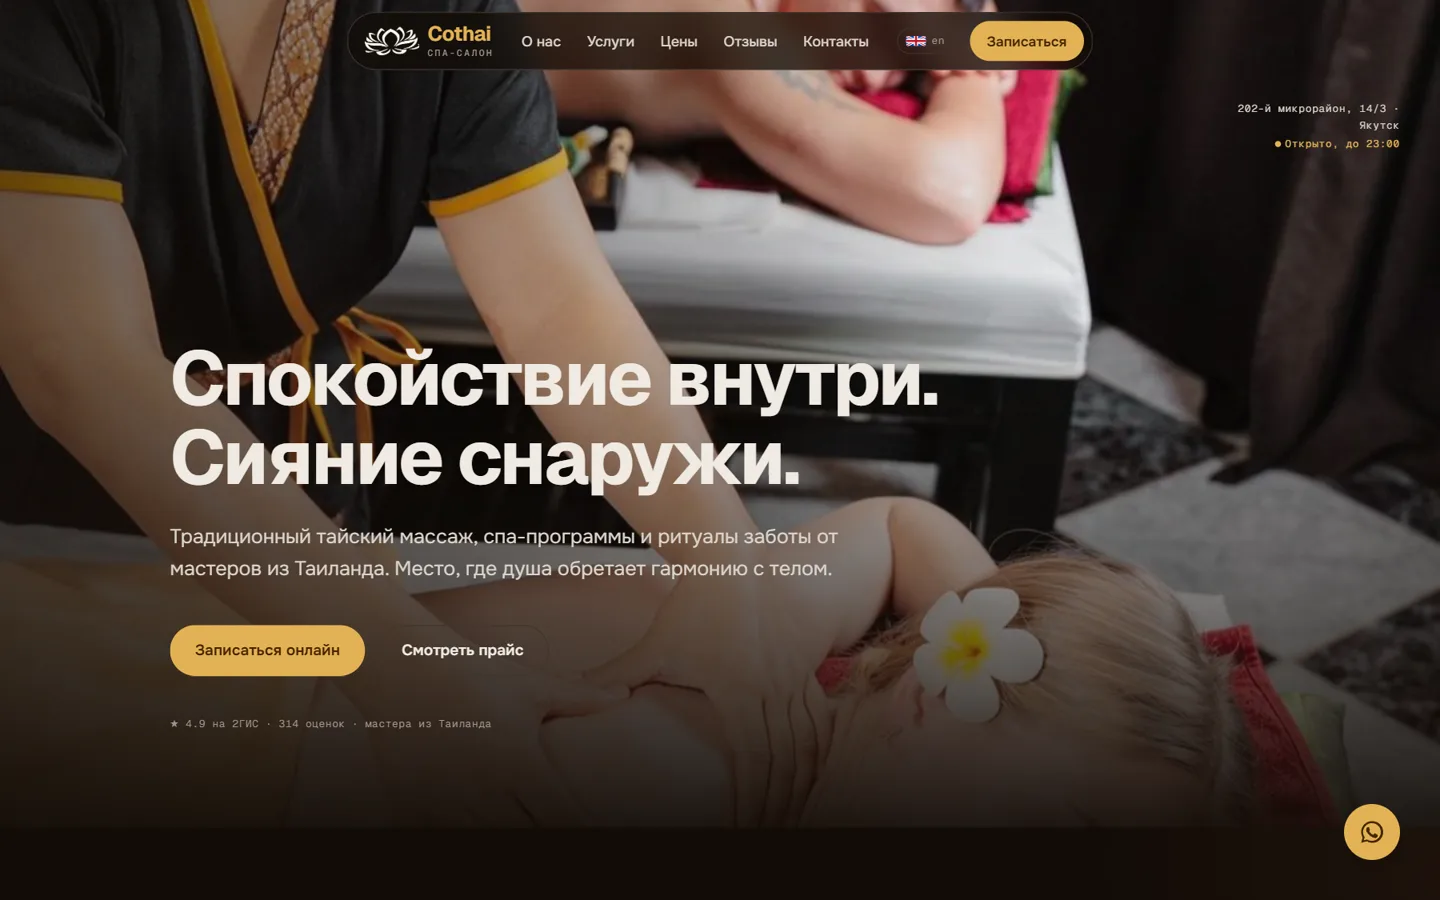 Cothai
СПА-САЛОН
О нас
Услуги
Цены
Отзывы
Контакты
en
Записаться
202-й микрорайон, 14/3 ·
Якутск
Открыто, до 23:00
Спокойствие внутри.
Сияние снаружи.
Традиционный тайский массаж, спа-программы и ритуалы заботы от
мастеров из Таиланда. Место, где душа обретает гармонию с телом.
Записаться онлайн
Смотреть прайс
★ 4.9 на 2ГИС · 314 оценок · мастера из Таиланда